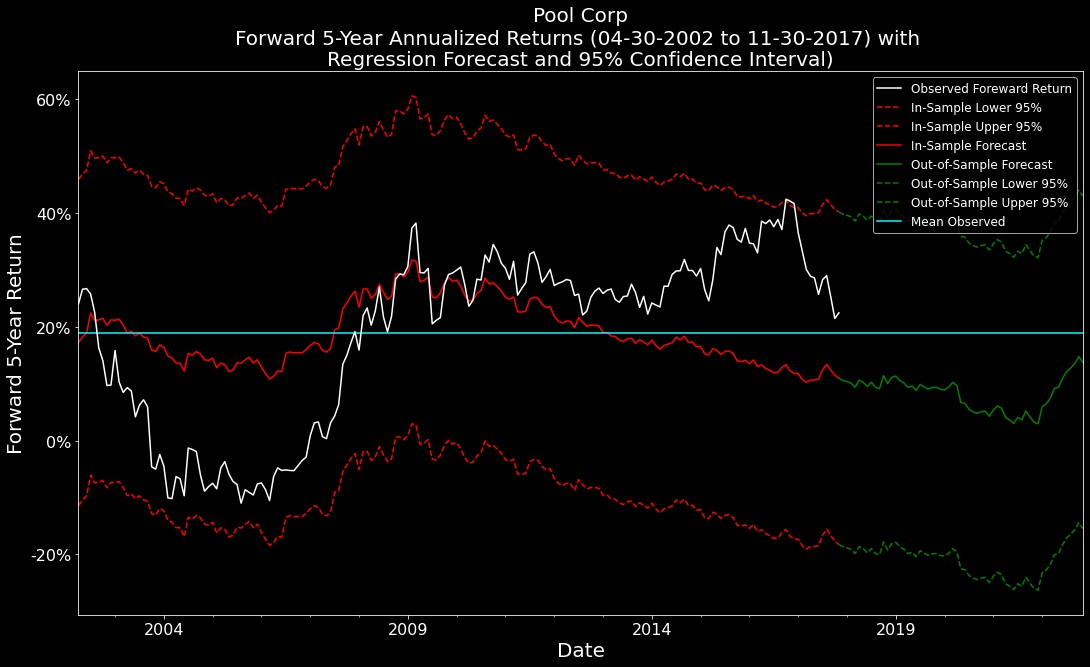 Pool Corp
Forward 5-Year Annualized Returns (04-30-2002 to 11-30-2017) with
Regression Forecast and 95% Confidence Interval)
Forward 5-Year Return
60%
40%
20%
0%
-20%
Observed Foreward Return
In-Sample Lower 95%
In-Sample Upper 95%
In-Sample Forecast
Out-of-Sample Forecast
Out-of-Sample Lower 95%
Out-of-Sample Upper 95%
Mean Observed
2004
2009
2014
2019
Date